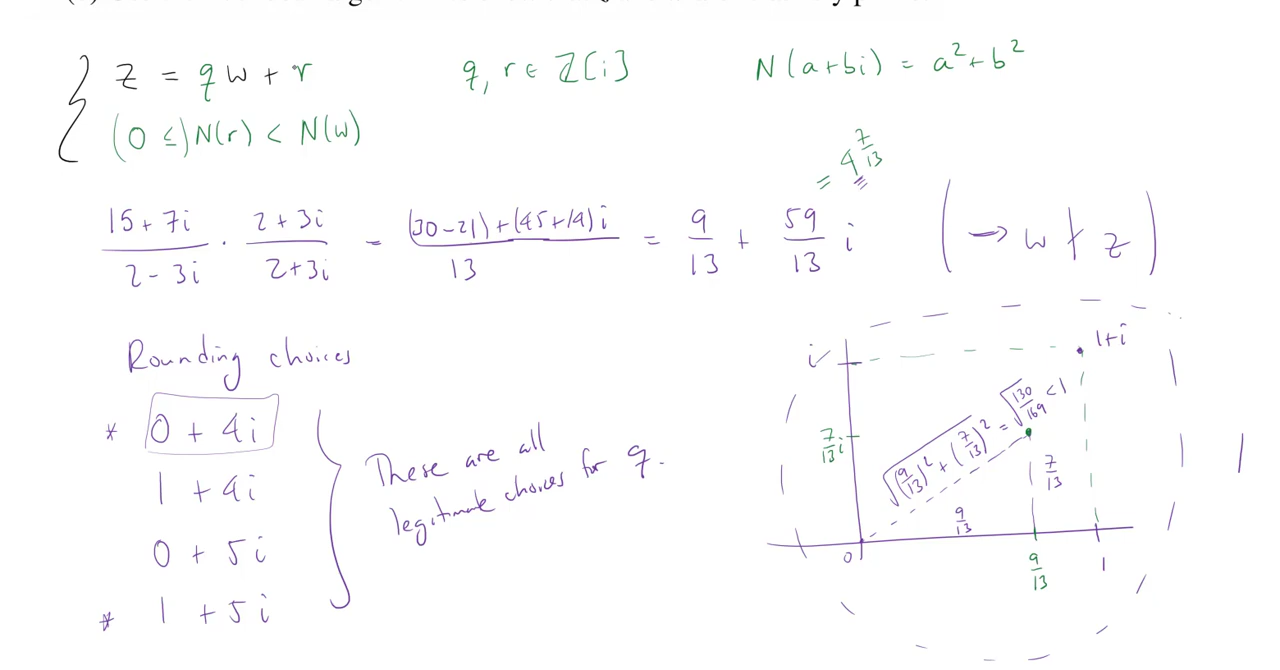 z = qw + r   q, r ∈ ℤ[i]   N(a+bi) = a² + b²
(0 ≤) N(r) < N(w)
= 4 7/13
(15 + 7i)/(2 - 3i) · (2 + 3i)/(2 + 3i) = ((30 - 21) + (45 + 14)i)/13 = 9/13 + 59/13 i   (→ w ∤ z)
Rounding choices
* 0 + 4i
1 + 4i
0 + 5i
* 1 + 5i
These are all
legitimate choices for q.
i
1+i
√((9/13)² + (7/13)²) = √(130/169) < 1
7/13 i
7/13
9/13
0
9/13
1